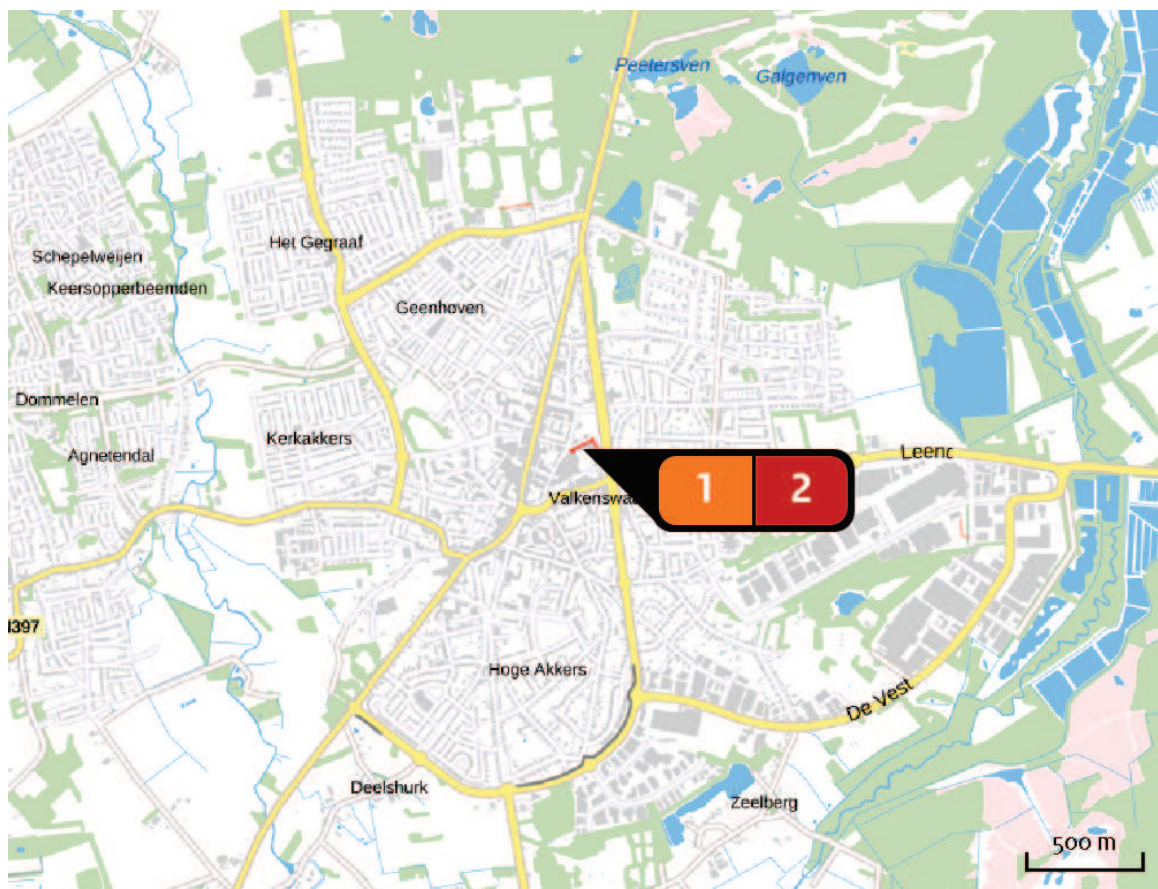 Peetersven
Galgenven
Het Gegraaf
Schepelweijen
Keersopperbeemden
Geenhoven
Dommelen
Kerkakkers
Agnetendal
Leenc
1
2
Valkenswa
N397
Hoge Akkers
De Vest
Deelshurk
Zeelberg
500 m